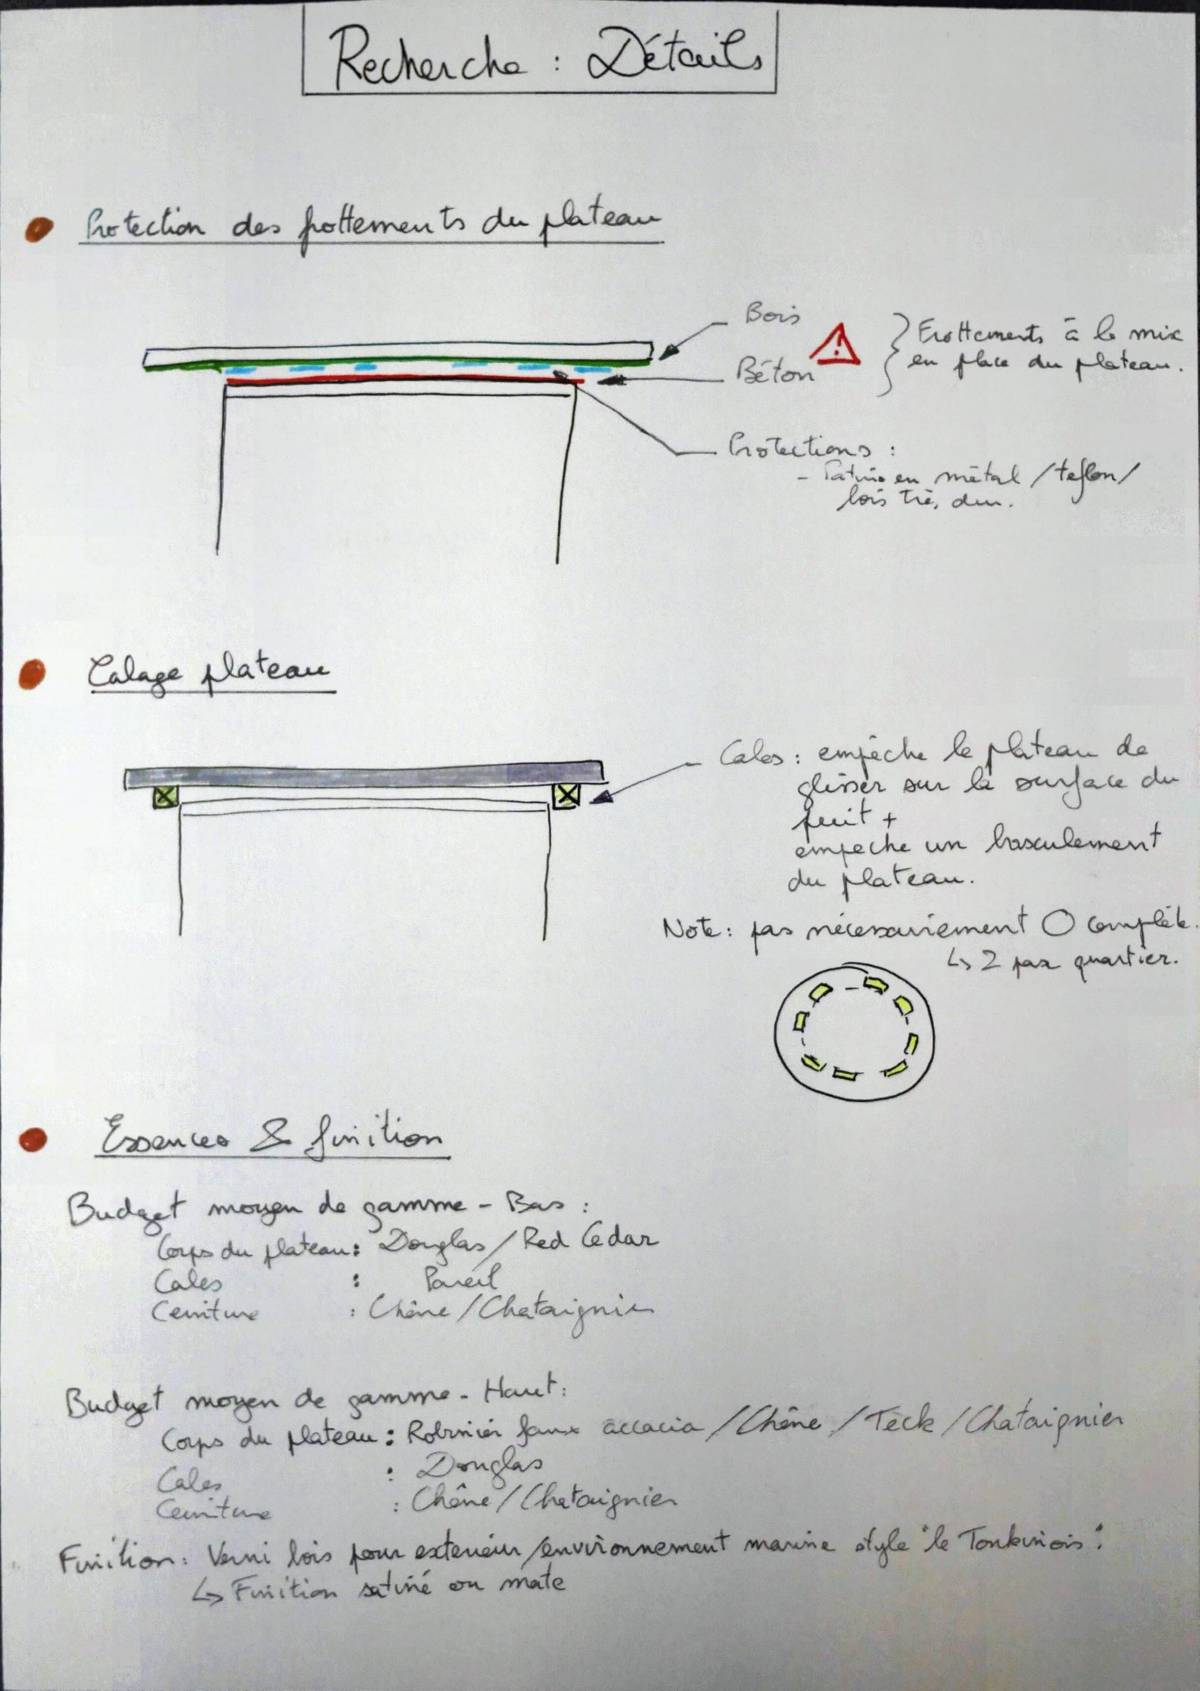 Recherche : Détails
Protection des frottements du plateau
Bois
Béton
Frottements à la mise
en place du plateau.
Protections :
- Patins en métal / teflon /
bois très dur.
Calage plateau
Cales : empêche le plateau de
glisser sur la surface du
puit +
empeche un basculement
du plateau.
Note : pas nécessairement O complète.
↳ 2 par quartier.
Essences & finition
Budget moyen de gamme - Bas :
Corps du plateau : Douglas / Red Cedar
Cales : Pareil
Ceinture : Chêne / Chataignier
Budget moyen de gamme - Haut :
Corps du plateau : Robinier faux accacia / Chêne / Teck / Chataignier
Cales : Douglas
Ceinture : Chêne / Chataignier
Finition : Verni bois pour exterieur / environnement marine style "le Tonkinois".
↳ Finition satiné ou mate